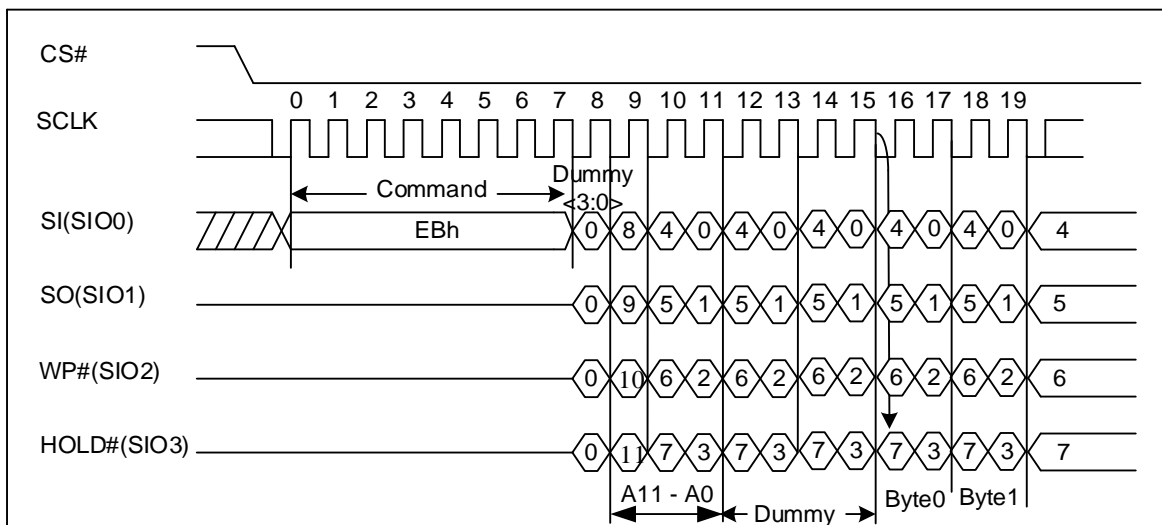 CS#
0 1 2 3 4 5 6 7 8 9 10 11 12 13 14 15 16 17 18 19
SCLK
Command
Dummy
<3:0>
SI(SIO0)
EBh 0 8 4 0 4 0 4 0 4 0 4 0 4
SO(SIO1)
0 9 5 1 5 1 5 1 5 1 5 1 5
WP#(SIO2)
0 10 6 2 6 2 6 2 6 2 6 2 6
HOLD#(SIO3)
0 11 7 3 7 3 7 3 7 3 7 3 7
A11 - A0
Dummy
Byte0 Byte1